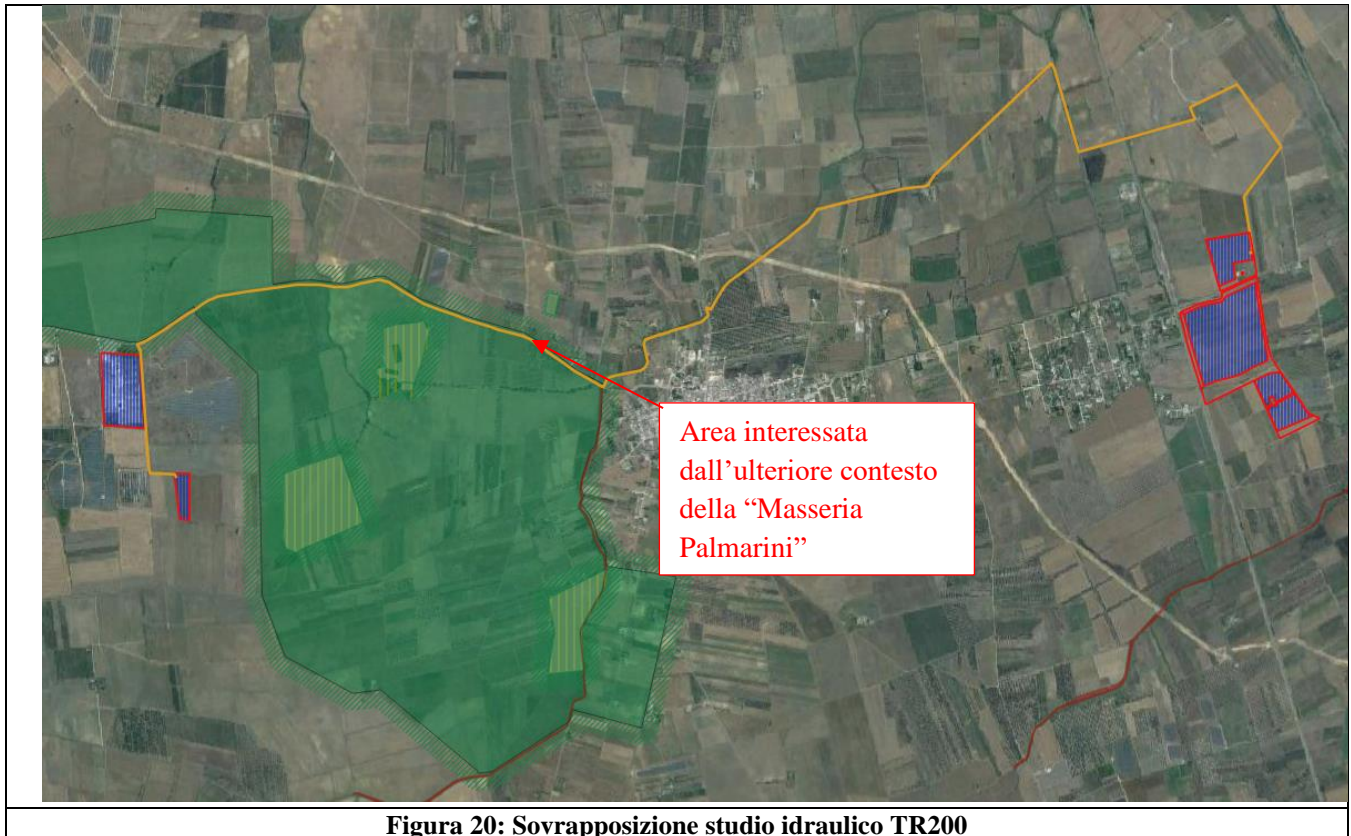 Area interessata
dall’ulteriore contesto
della “Masseria
Palmarini”
Figura 20: Sovrapposizione studio idraulico TR200